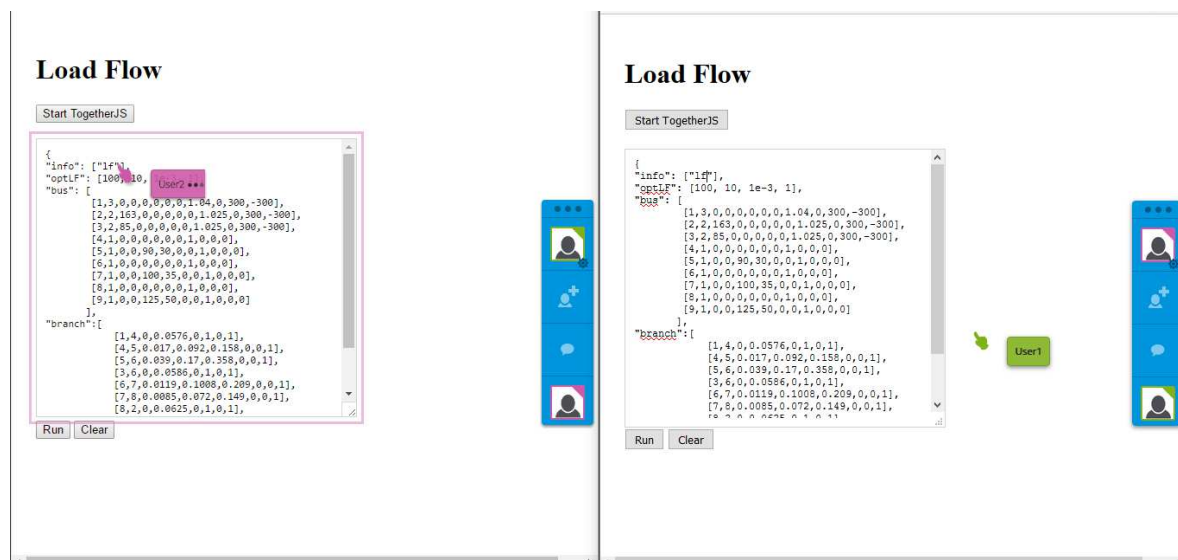 Load Flow
Start TogetherJS
{
"info": ["lf"],
"optLF": [100, 10,
User2 •••
"bus": [
[1,3,0,0,0,0,0,0,1.04,0,300,-300],
[2,2,163,0,0,0,0,0,1.025,0,300,-300],
[3,2,85,0,0,0,0,0,1.025,0,300,-300],
[4,1,0,0,0,0,0,0,1,0,0,0],
[5,1,0,0,90,30,0,0,1,0,0,0],
[6,1,0,0,0,0,0,0,1,0,0,0],
[7,1,0,0,100,35,0,0,1,0,0,0],
[8,1,0,0,0,0,0,0,1,0,0,0],
[9,1,0,0,125,50,0,0,1,0,0,0]
],
"branch":[
[1,4,0,0.0576,0,1,0,1],
[4,5,0.017,0.092,0.158,0,0,1],
[5,6,0.039,0.17,0.358,0,0,1],
[3,6,0,0.0586,0,1,0,1],
[6,7,0.0119,0.1008,0.209,0,0,1],
[7,8,0.0085,0.072,0.149,0,0,1],
[8,2,0,0.0625,0,1,0,1],
Run Clear
Load Flow
Start TogetherJS
{
"info": ["lf"],
"optLF": [100, 10, 1e-3, 1],
"bus": [
[1,3,0,0,0,0,0,0,1.04,0,300,-300],
[2,2,163,0,0,0,0,0,1.025,0,300,-300],
[3,2,85,0,0,0,0,0,1.025,0,300,-300],
[4,1,0,0,0,0,0,0,1,0,0,0],
[5,1,0,0,90,30,0,0,1,0,0,0],
[6,1,0,0,0,0,0,0,1,0,0,0],
[7,1,0,0,100,35,0,0,1,0,0,0],
[8,1,0,0,0,0,0,0,1,0,0,0],
[9,1,0,0,125,50,0,0,1,0,0,0]
],
"branch":[
[1,4,0,0.0576,0,1,0,1],
[4,5,0.017,0.092,0.158,0,0,1],
[5,6,0.039,0.17,0.358,0,0,1],
[3,6,0,0.0586,0,1,0,1],
[6,7,0.0119,0.1008,0.209,0,0,1],
[7,8,0.0085,0.072,0.149,0,0,1],
User1
Run Clear